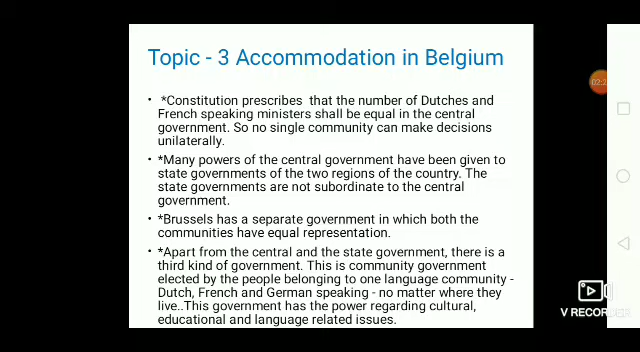 Topic - 3 Accommodation in Belgium
• *Constitution prescribes that the number of Dutches and
French speaking ministers shall be equal in the central
government. So no single community can make decisions
unilaterally.
• *Many powers of the central government have been given to
state governments of the two regions of the country. The
state governments are not subordinate to the central
government.
• *Brussels has a separate government in which both the
communities have equal representation.
• *Apart from the central and the state government, there is a
third kind of government. This is community government
elected by the people belonging to one language community -
Dutch, French and German speaking - no matter where they
live..This government has the power regarding cultural,
educational and language related issues.
V RECORDER